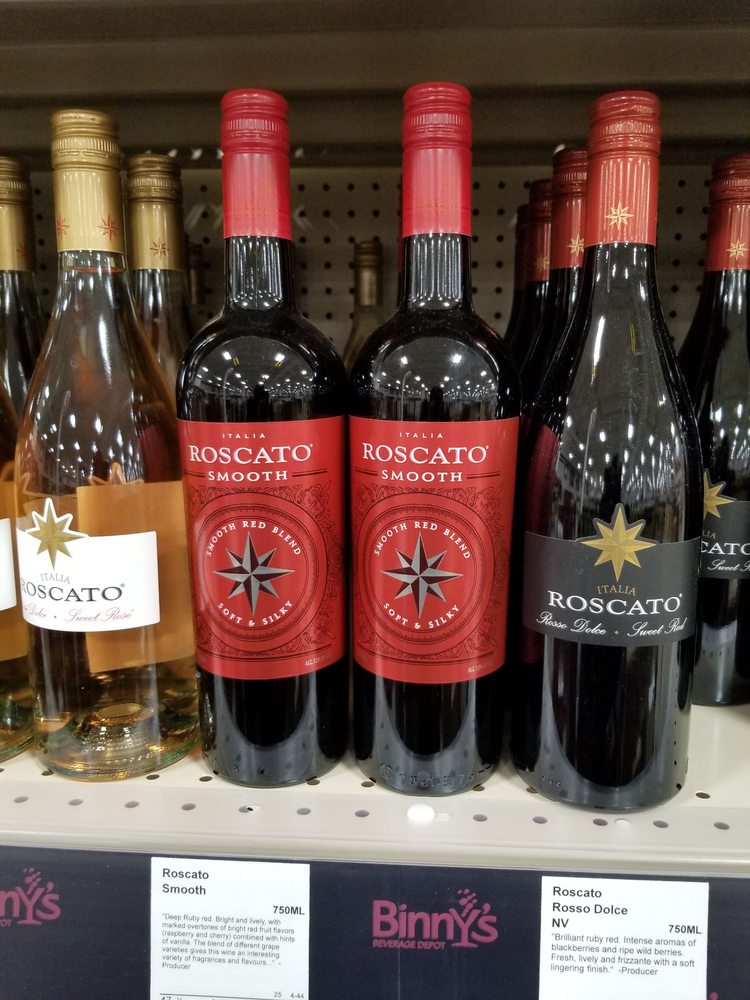 ITALIA
ROSCATO®
Dolce • Sweet Rosé
ITALIA
ROSCATO®
SMOOTH
SMOOTH RED BLEND
SOFT & SILKY
ITALIA
ROSCATO®
SMOOTH
SMOOTH RED BLEND
SOFT & SILKY
ITALIA
ROSCATO®
Rosso Dolce • Sweet Red
Sweet
Roscato
Smooth
750ML
"Deep Ruby red. Bright and lively, with
marked overtones of bright red fruit flavors
(raspberry and cherry) combined with hints
of vanilla. The blend of different grape
varieties gives this wine an interesting
variety of fragrances and flavours..." -
Producer
25 4-44
BINNY'S
BEVERAGE DEPOT
Roscato
Rosso Dolce
NV
750ML
"Brilliant ruby red. Intense aromas of
blackberries and ripe wild berries.
Fresh, lively and frizzante with a soft
lingering finish." -Producer